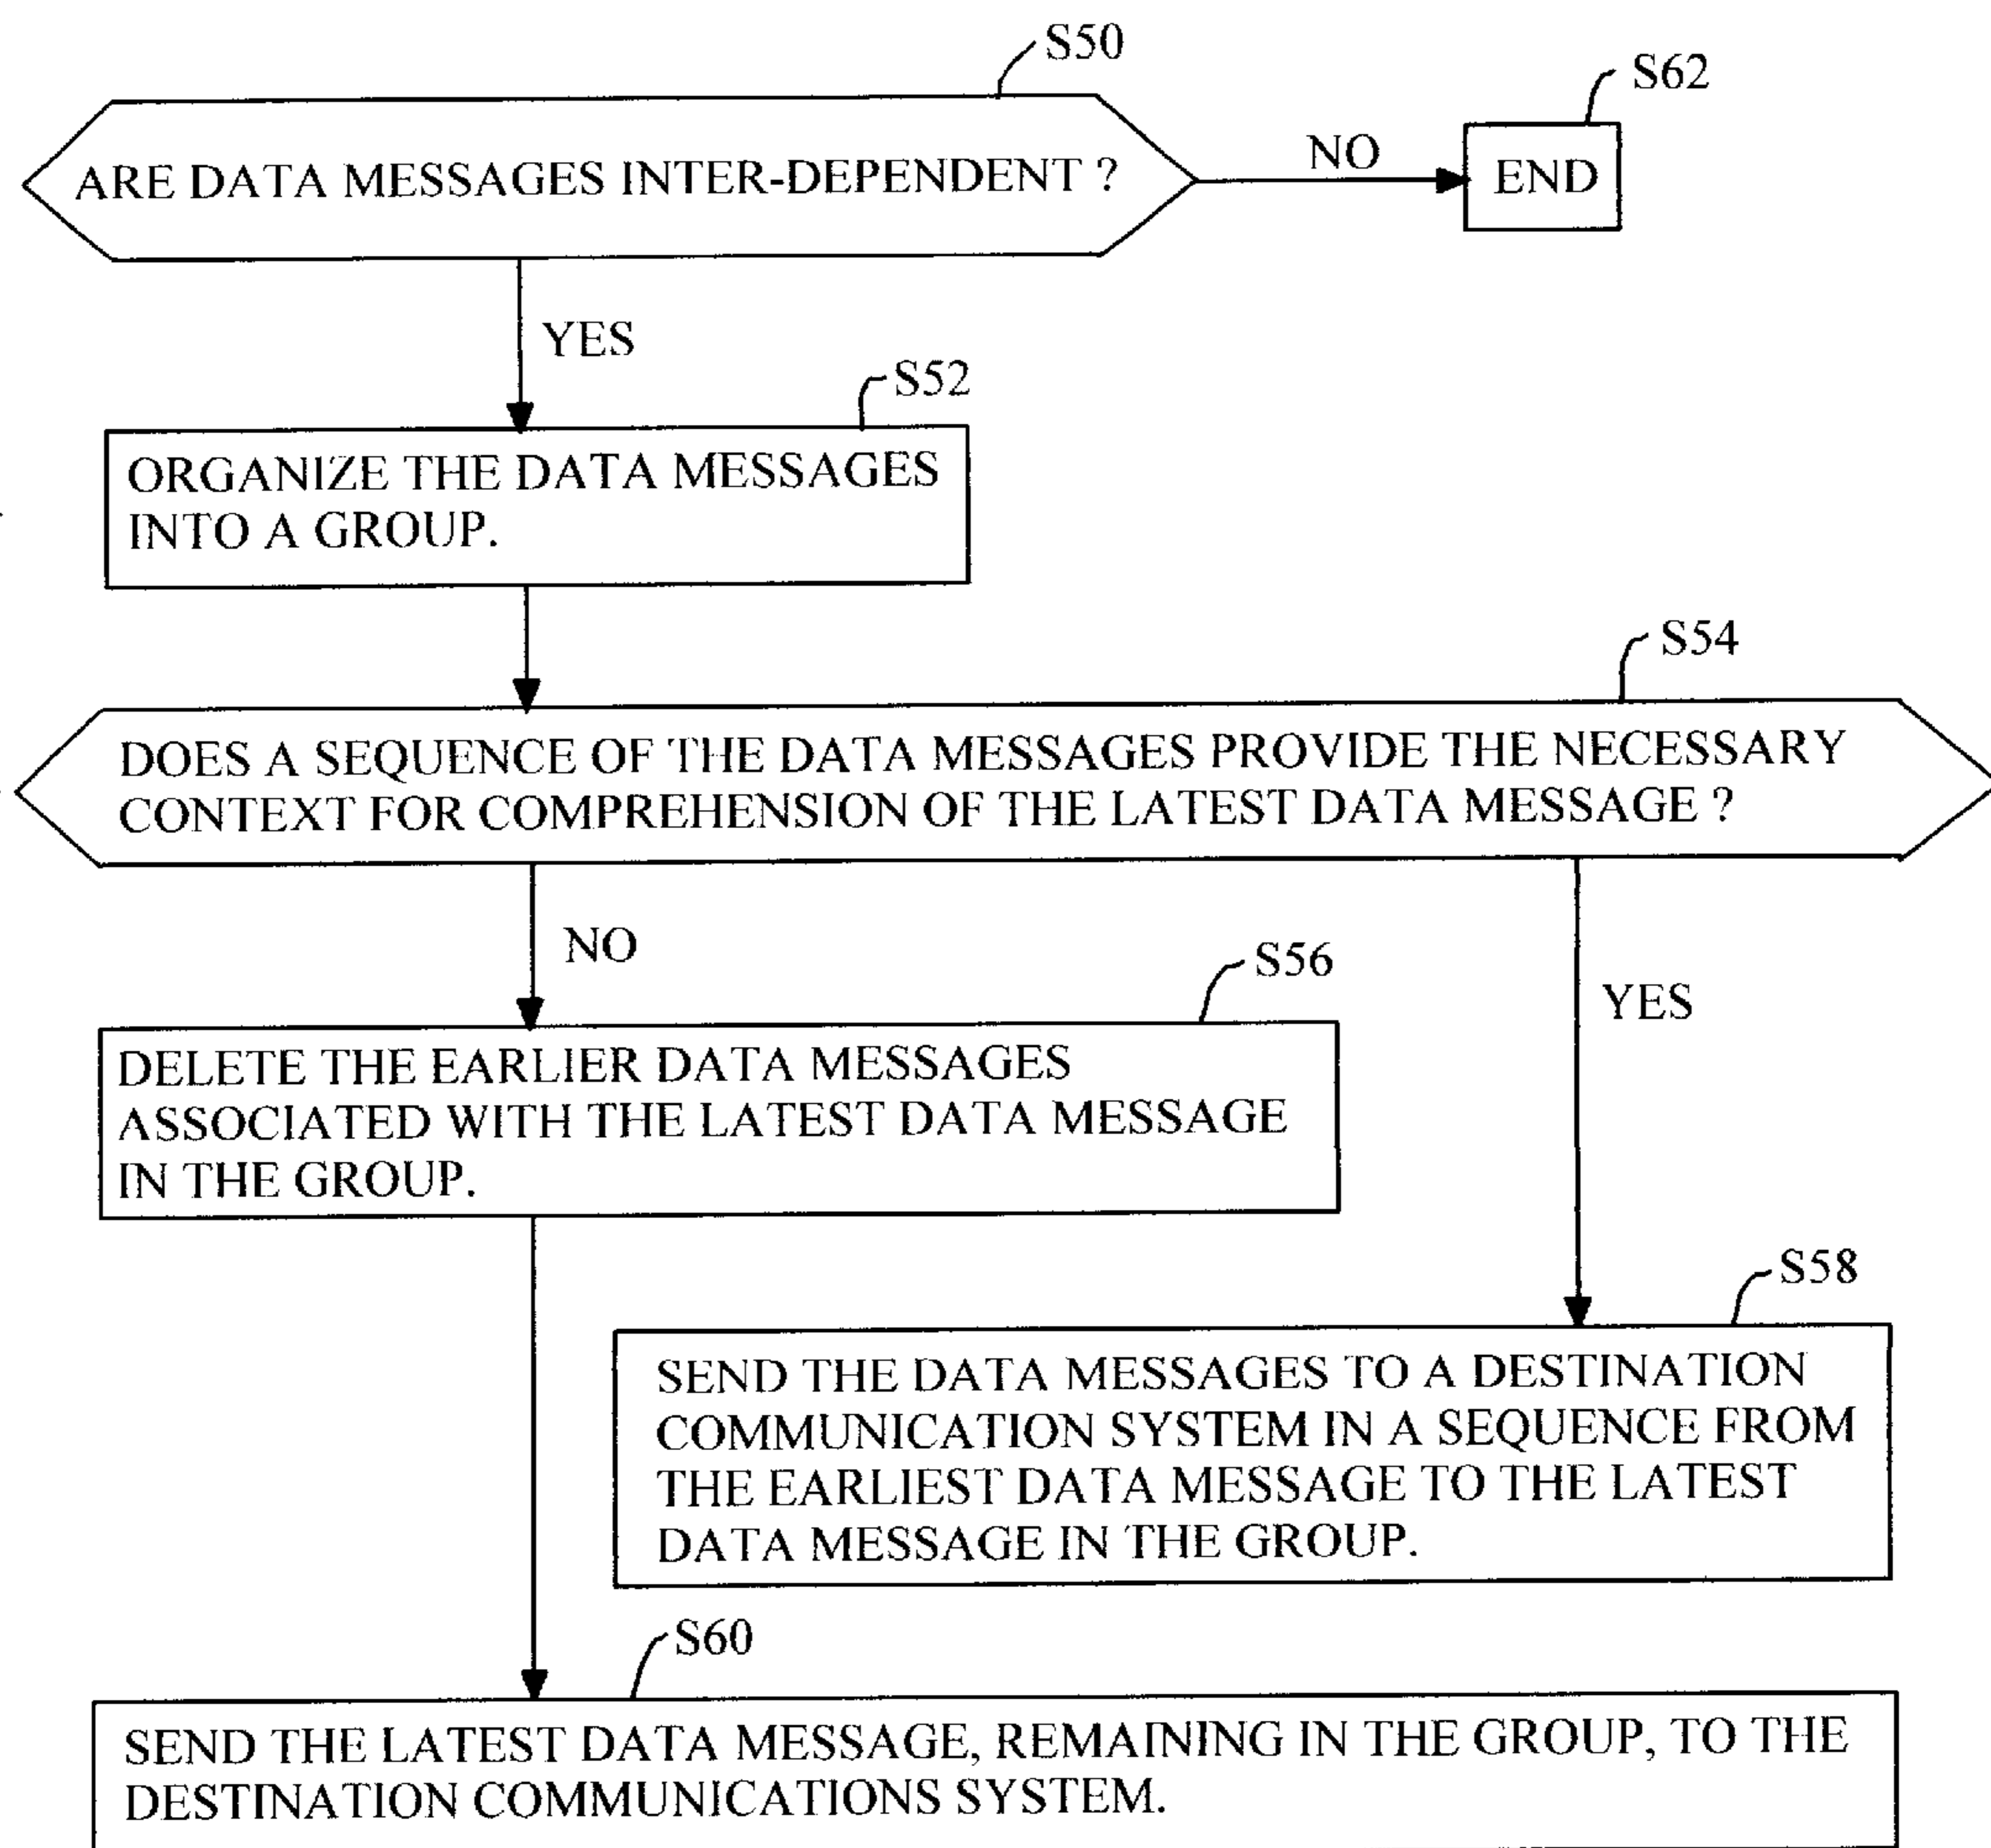 S50
S62
ARE DATA MESSAGES INTER-DEPENDENT ?
NO
END
YES
S52
ORGANIZE THE DATA MESSAGES
INTO A GROUP.
S54
DOES A SEQUENCE OF THE DATA MESSAGES PROVIDE THE NECESSARY
CONTEXT FOR COMPREHENSION OF THE LATEST DATA MESSAGE ?
NO
S56
YES
DELETE THE EARLIER DATA MESSAGES
ASSOCIATED WITH THE LATEST DATA MESSAGE
IN THE GROUP.
S58
SEND THE DATA MESSAGES TO A DESTINATION
COMMUNICATION SYSTEM IN A SEQUENCE FROM
THE EARLIEST DATA MESSAGE TO THE LATEST
DATA MESSAGE IN THE GROUP.
S60
SEND THE LATEST DATA MESSAGE, REMAINING IN THE GROUP, TO THE
DESTINATION COMMUNICATIONS SYSTEM.